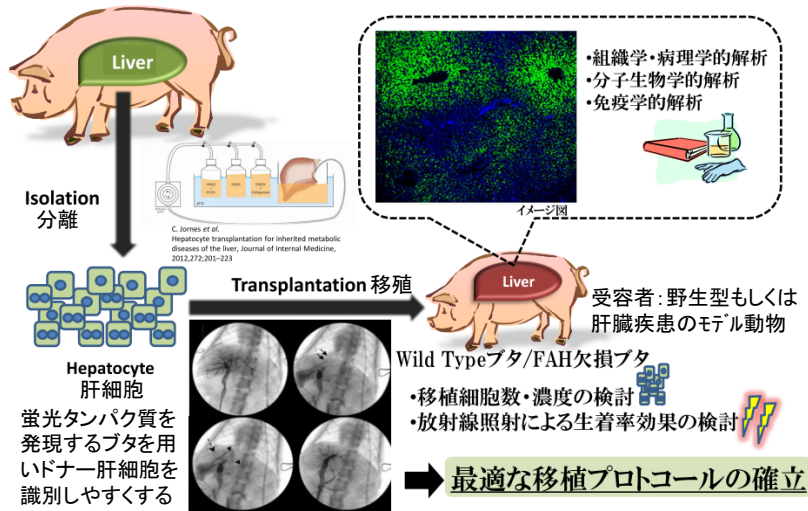 Liver
・組織学・病理学的解析
・分子生物学的解析
・免疫学的解析
イメージ図
Isolation
分離
C. Jornes et al.
Hepatocyte transplantation for inherited metabolic
diseases of the liver, Journal of Internal Medicine,
2012,272;201–223
Transplantation 移殖
Liver
受容者：野生型もしくは
肝臓疾患のﾓﾃﾞﾙ動物
Hepatocyte
肝細胞
Wild Typeブタ/FAH欠損ブタ
・移植細胞数・濃度の検討
・放射線照射による生着率効果の検討
蛍光タンパク質を
発現するブタを用
いドナー肝細胞を
識別しやすくする
最適な移植プロトコールの確立